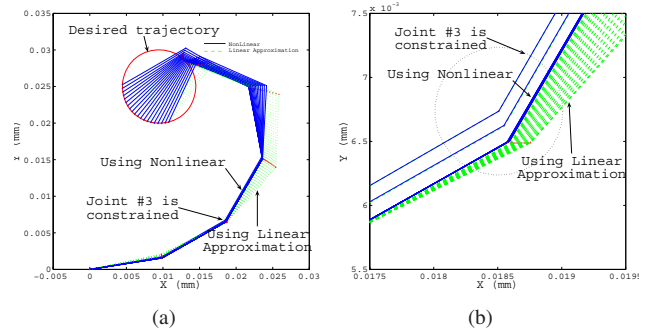 0.035
0.03
0.025
0.02
0.015
0.01
0.005
0
-0.005
0
0.005
0.01
0.015
0.02
0.025
0.03
X (mm)
Y (mm)
Desired trajectory
Nonlinear
Linear Approximation
Using Nonlinear
Joint #3 is
constrained
Using Linear
Approximation
(a)
7.5
x 10⁻³
7
6.5
6
5.5
0.0175
0.018
0.0185
0.019
0.0195
X (mm)
Y (mm)
Joint #3 is
constrained
Using Nonlinear
Using Linear
Approximation
(b)